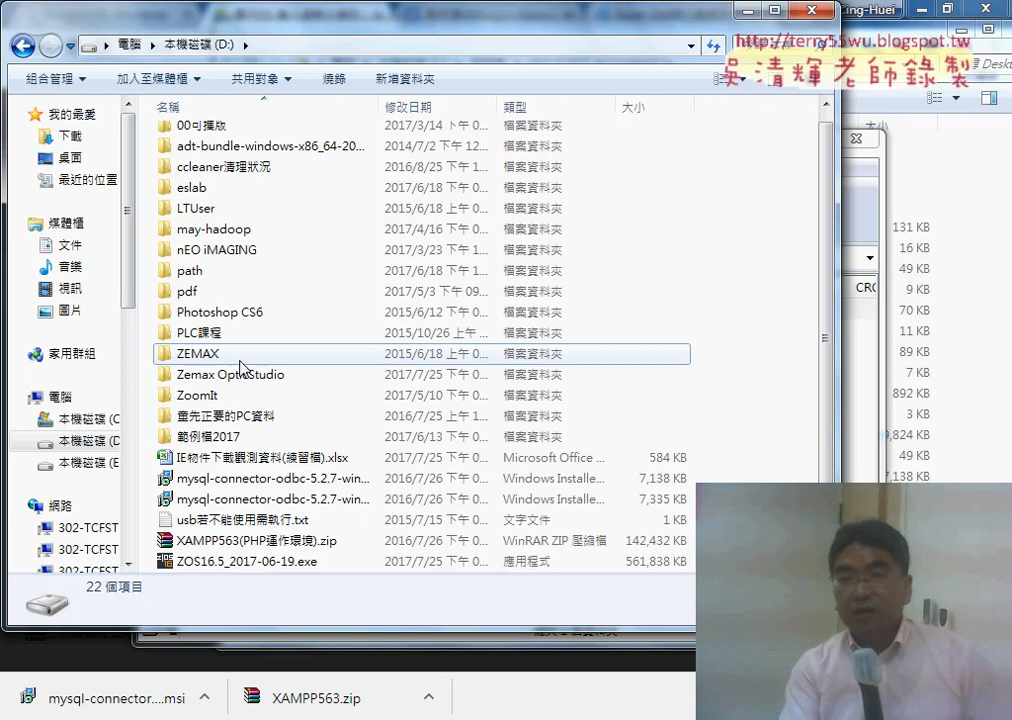 Cing-Huei
電腦 本機磁碟 (D:)
http://terry55wu.blogspot.tw
吳清輝老師錄製
組合管理 加入至媒體櫃 共用對象 燒錄 新增資料夾
名稱 修改日期 類型 大小
我的最愛
下載
桌面
最近的位置
媒體櫃
文件
音樂
視訊
圖片
家用群組
電腦
本機磁碟 (C
本機磁碟 (D
本機磁碟 (E
網路
302-TCFST
302-TCFST
302-TCFST
00可攜版 2017/3/14 下午 0... 檔案資料夾
adt-bundle-windows-x86_64-20... 2014/7/2 下午 12... 檔案資料夾
ccleaner清理狀況 2016/8/25 下午 1... 檔案資料夾
eslab 2017/6/18 下午 0... 檔案資料夾
LTUser 2015/6/18 上午 0... 檔案資料夾
may-hadoop 2017/4/16 下午 0... 檔案資料夾
nEO iMAGING 2017/3/23 下午 1... 檔案資料夾
path 2017/6/18 下午 0... 檔案資料夾
pdf 2017/5/3 下午 09... 檔案資料夾
Photoshop CS6 2015/6/12 下午 0... 檔案資料夾
PLC課程 2015/10/26 上午 ... 檔案資料夾
ZEMAX 2015/6/18 上午 0... 檔案資料夾
Zemax OpticStudio 2017/7/25 下午 0... 檔案資料夾
ZoomIt 2017/5/10 下午 0... 檔案資料夾
童先正要的PC資料 2016/7/25 上午 1... 檔案資料夾
範例檔2017 2017/6/13 下午 0... 檔案資料夾
IE物件下載觀測資料(練習檔).xlsx 2017/7/25 下午 0... Microsoft Office ... 584 KB
mysql-connector-odbc-5.2.7-win... 2016/7/26 下午 0... Windows Installe... 7,138 KB
mysql-connector-odbc-5.2.7-win... 2016/7/26 下午 0... Windows Installe... 7,335 KB
usb若不能使用需執行.txt 2015/7/15 下午 0... 文字文件 1 KB
XAMPP563(PHP運作環境).zip 2016/7/26 下午 0... WinRAR ZIP 壓縮檔 142,432 KB
ZOS16.5_2017-06-19.exe 2017/7/25 下午 0... 應用程式 561,838 KB
22 個項目
大小
CRC
131 KB
16 KB
49 KB
9 KB
70 KB
11 KB
89 KB
7 KB
892 KB
3 KB
9,824 KB
49 KB
7,138 KB
mysql-connector....msi XAMPP563.zip